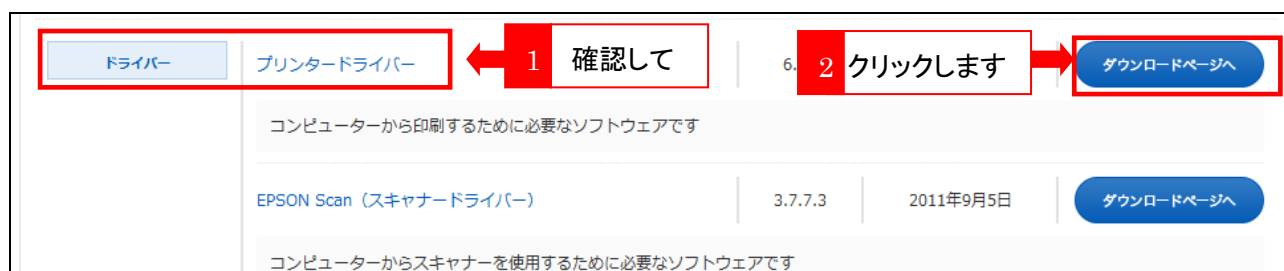 ドライバー プリンタードライバー 1 確認して 6. 2 クリックします ダウンロードページへ
コンピューターから印刷するために必要なソフトウェアです
EPSON Scan（スキャナードライバー） 3.7.7.3 2011年9月5日 ダウンロードページへ
コンピューターからスキャナーを使用するために必要なソフトウェアです